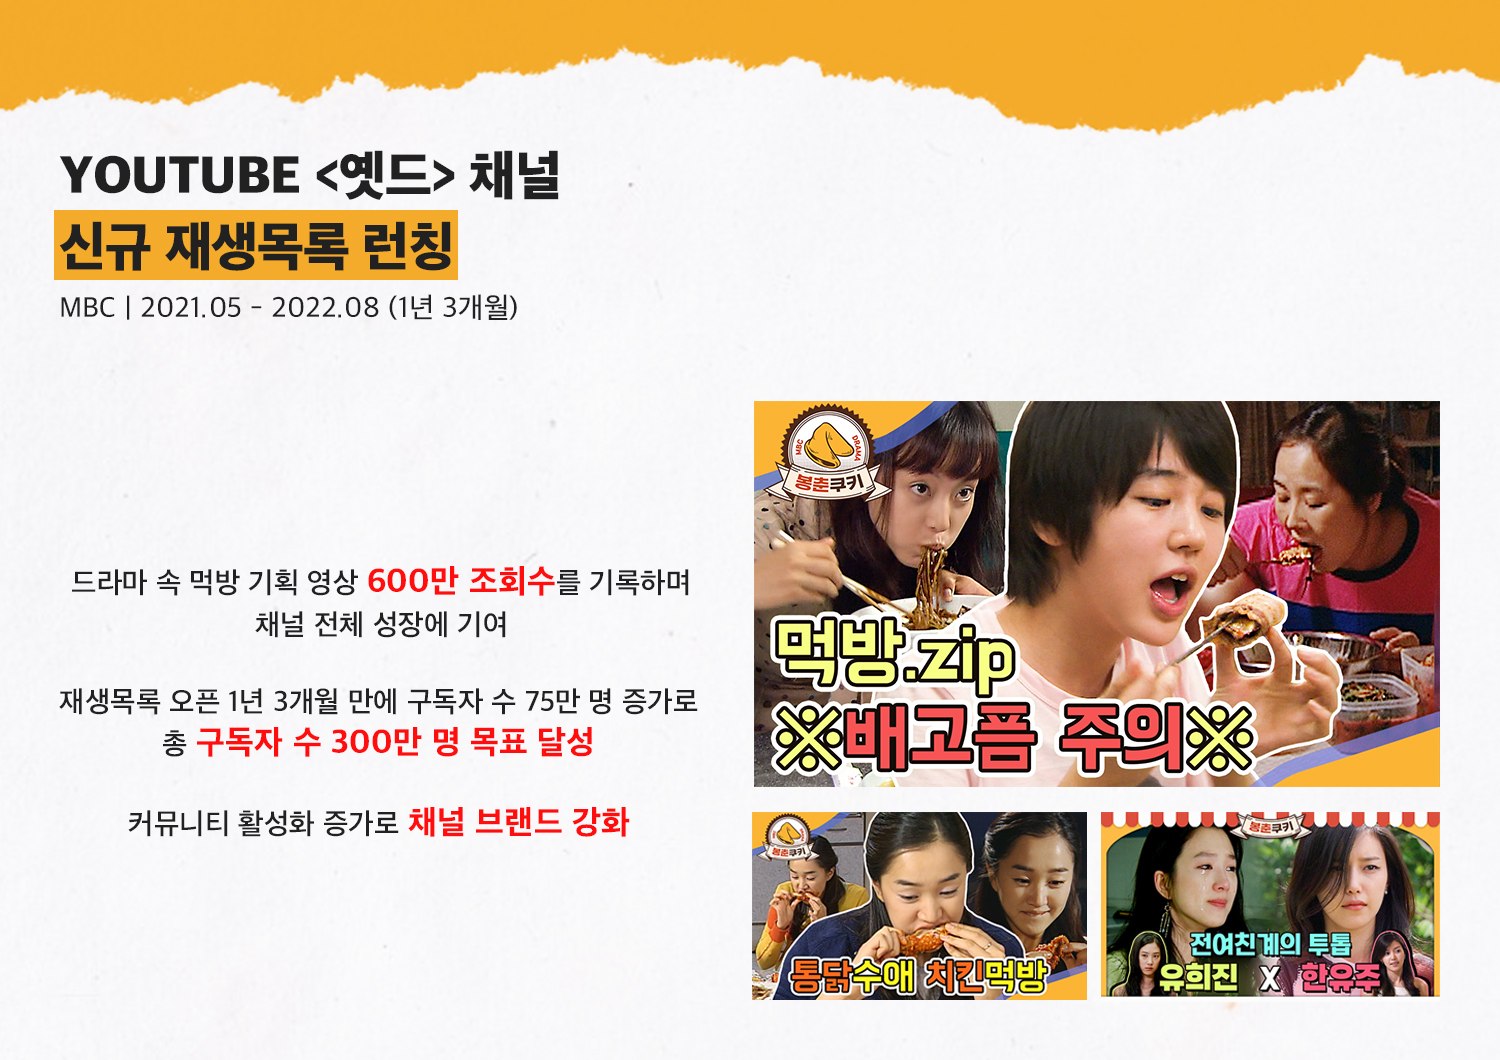 YOUTUBE <옛드> 채널
신규 재생목록 런칭
MBC | 2021.05 - 2022.08 (1년 3개월)
드라마 속 먹방 기획 영상 600만 조회수를 기록하며
채널 전체 성장에 기여
재생목록 오픈 1년 3개월 만에 구독자 수 75만 명 증가로
총 구독자 수 300만 명 목표 달성
커뮤니티 활성화 증가로 채널 브랜드 강화
MBC DRAMA
봉춘쿠키
먹방.zip
※배고픔 주의※
봉춘쿠키
통닭수애 치킨먹방
봉춘쿠키
전여친계의 투톱
유희진 X 한유주